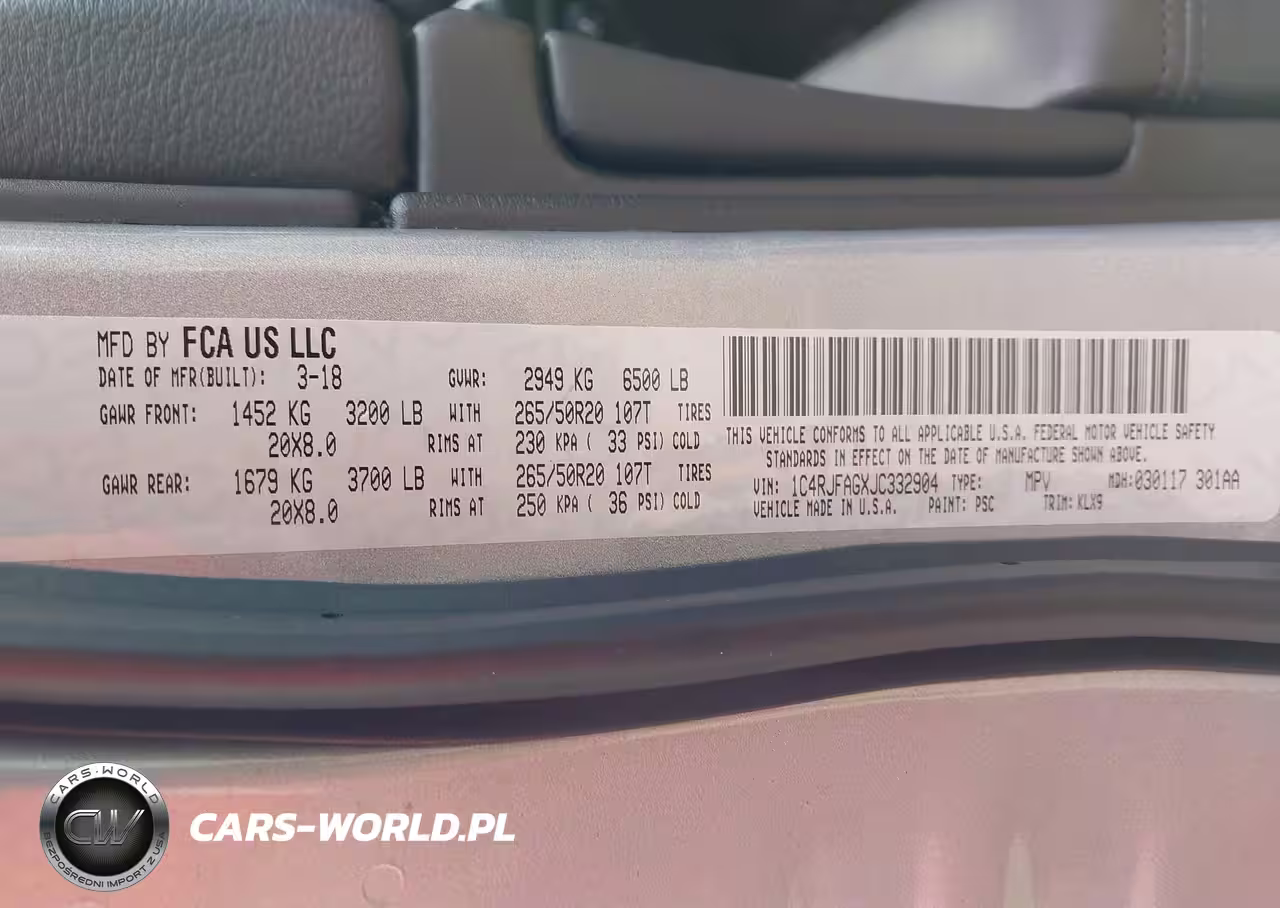 MFD BY FCA US LLC
DATE OF MFR(BUILT): 3-18 GVWR: 2949 KG 6500 LB
GAWR FRONT: 1452 KG 3200 LB WITH 265/50R20 107T TIRES
20X8.0 RIMS AT 230 KPA ( 33 PSI) COLD
GAWR REAR: 1679 KG 3700 LB WITH 265/50R20 107T TIRES
20X8.0 RIMS AT 250 KPA ( 36 PSI) COLD
THIS VEHICLE CONFORMS TO ALL APPLICABLE U.S.A. FEDERAL MOTOR VEHICLE SAFETY
STANDARDS IN EFFECT ON THE DATE OF MANUFACTURE SHOWN ABOVE.
VIN: 1C4RJFAGXJC332904 TYPE: MPV MDH:030117 301AA
VEHICLE MADE IN U.S.A. PAINT: PSC TRIM: KLX9
CARS-WORLD
CW
BEZPOŚREDNI IMPORT Z USA
CARS-WORLD.PL